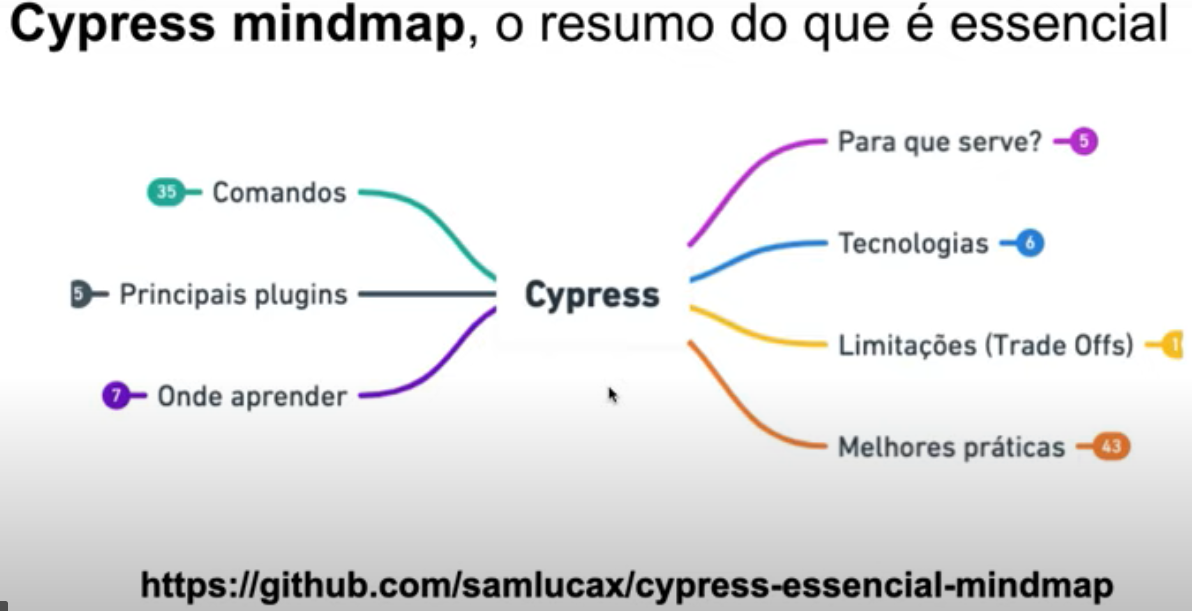 Cypress mindmap, o resumo do que é essencial
Para que serve? 5
35 Comandos
Tecnologias 6
5 Principais plugins
Cypress
Limitações (Trade Offs)
7 Onde aprender
Melhores práticas 43
https://github.com/samlucax/cypress-essencial-mindmap